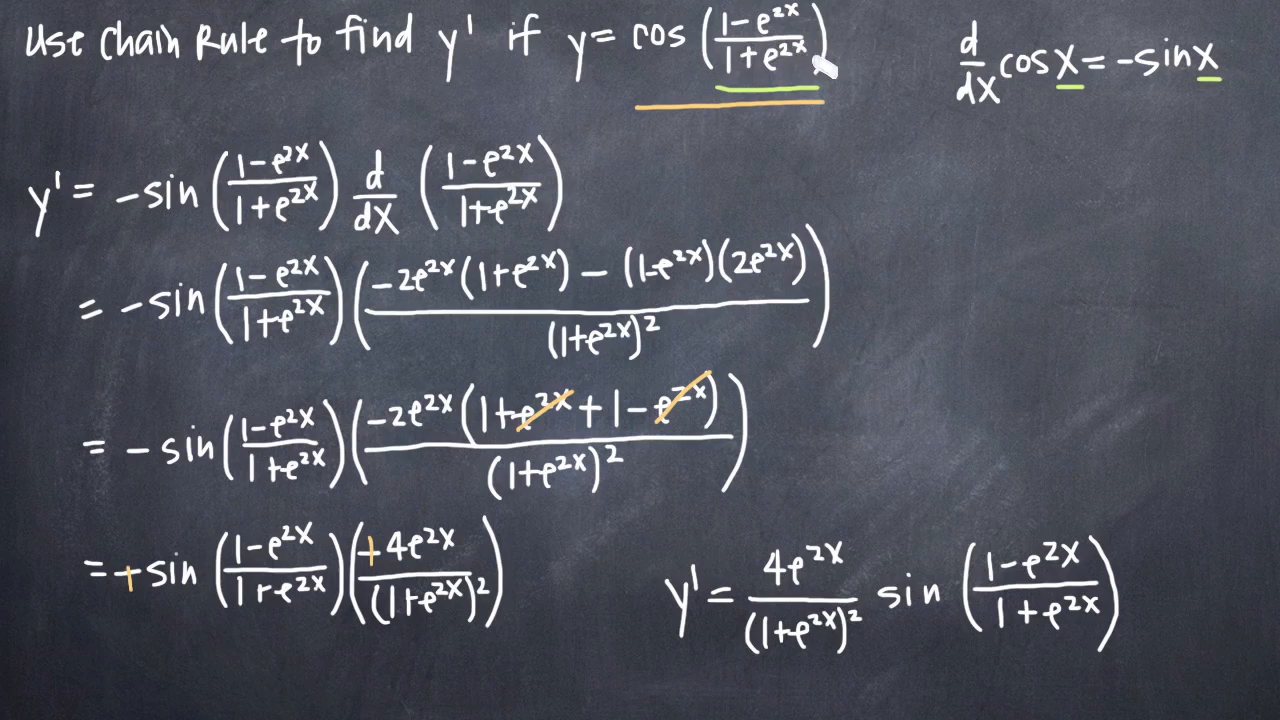 Use Chain Rule to find y' if y = cos ((1-e^2x)/(1+e^2x))
d/dx cos x = -sin x
y' = -sin ((1-e^2x)/(1+e^2x)) d/dx ((1-e^2x)/(1+e^2x))
= -sin ((1-e^2x)/(1+e^2x)) ((-2e^2x(1+e^2x) - (1-e^2x)(2e^2x))/(1+e^2x)^2)
= -sin ((1-e^2x)/(1+e^2x)) ((-2e^2x(1+e^2x+1-e^2x))/(1+e^2x)^2)
= +sin ((1-e^2x)/(1+e^2x)) (+4e^2x/(1+e^2x)^2)
y' = 4e^2x/(1+e^2x)^2 sin ((1-e^2x)/(1+e^2x))